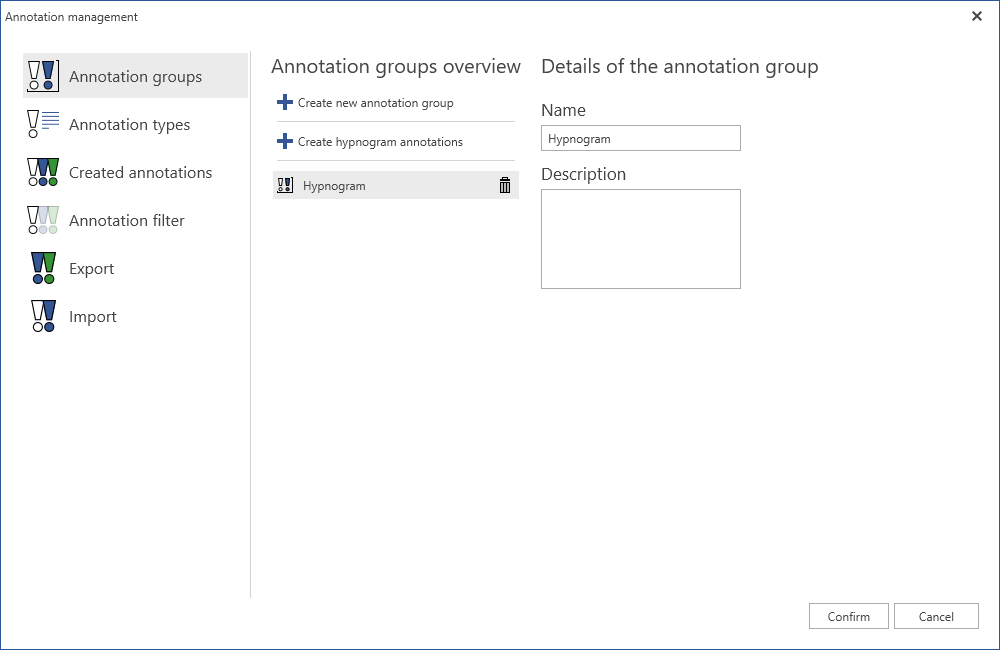 Annotation management
Annotation groups
Annotation types
Created annotations
Annotation filter
Export
Import
Annotation groups overview
Create new annotation group
Create hypnogram annotations
Hypnogram
Details of the annotation group
Name
Hypnogram
Description
Confirm
Cancel